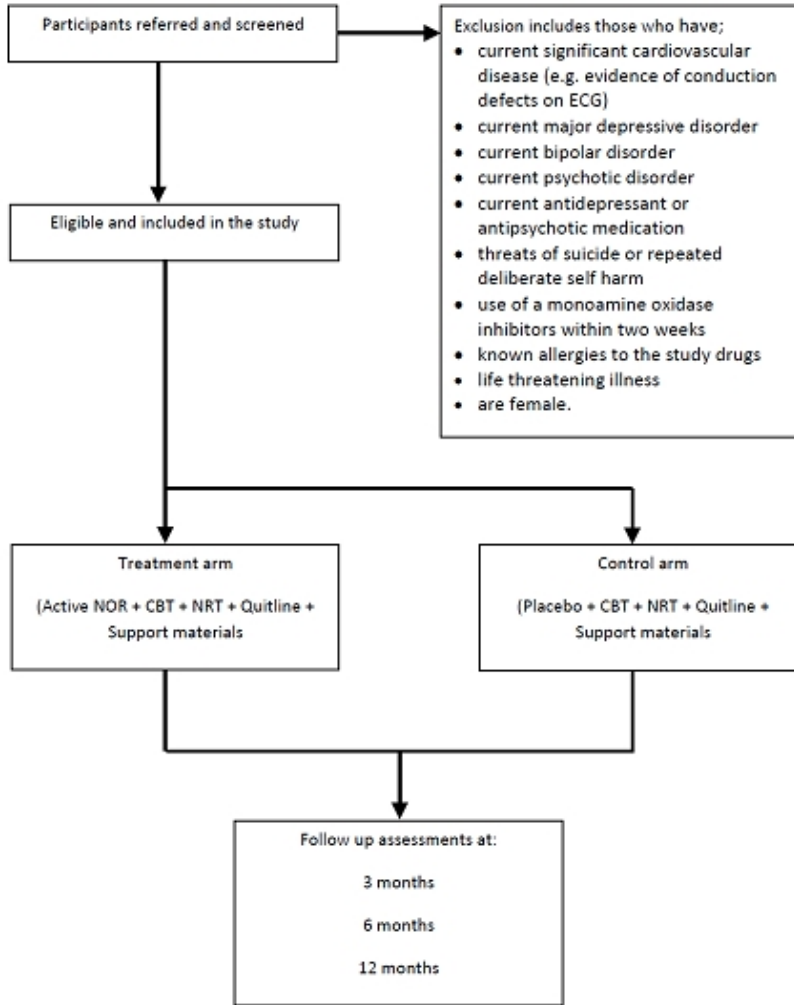 Participants referred and screened
Exclusion includes those who have;
• current significant cardiovascular
disease (e.g. evidence of conduction
defects on ECG)
• current major depressive disorder
• current bipolar disorder
• current psychotic disorder
• current antidepressant or
antipsychotic medication
• threats of suicide or repeated
deliberate self harm
• use of a monoamine oxidase
inhibitors within two weeks
• known allergies to the study drugs
• life threatening illness
• are female.
Eligible and included in the study
Treatment arm
(Active NOR + CBT + NRT + Quitline +
Support materials
Control arm
(Placebo + CBT + NRT + Quitline +
Support materials
Follow up assessments at:
3 months
6 months
12 months